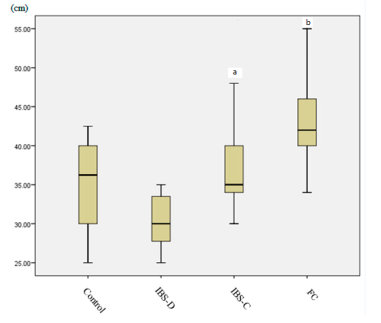 (cm)
b
55.00
a
50.00
45.00
40.00
35.00
30.00
25.00
Control
IBS-D
IBS-C
FC